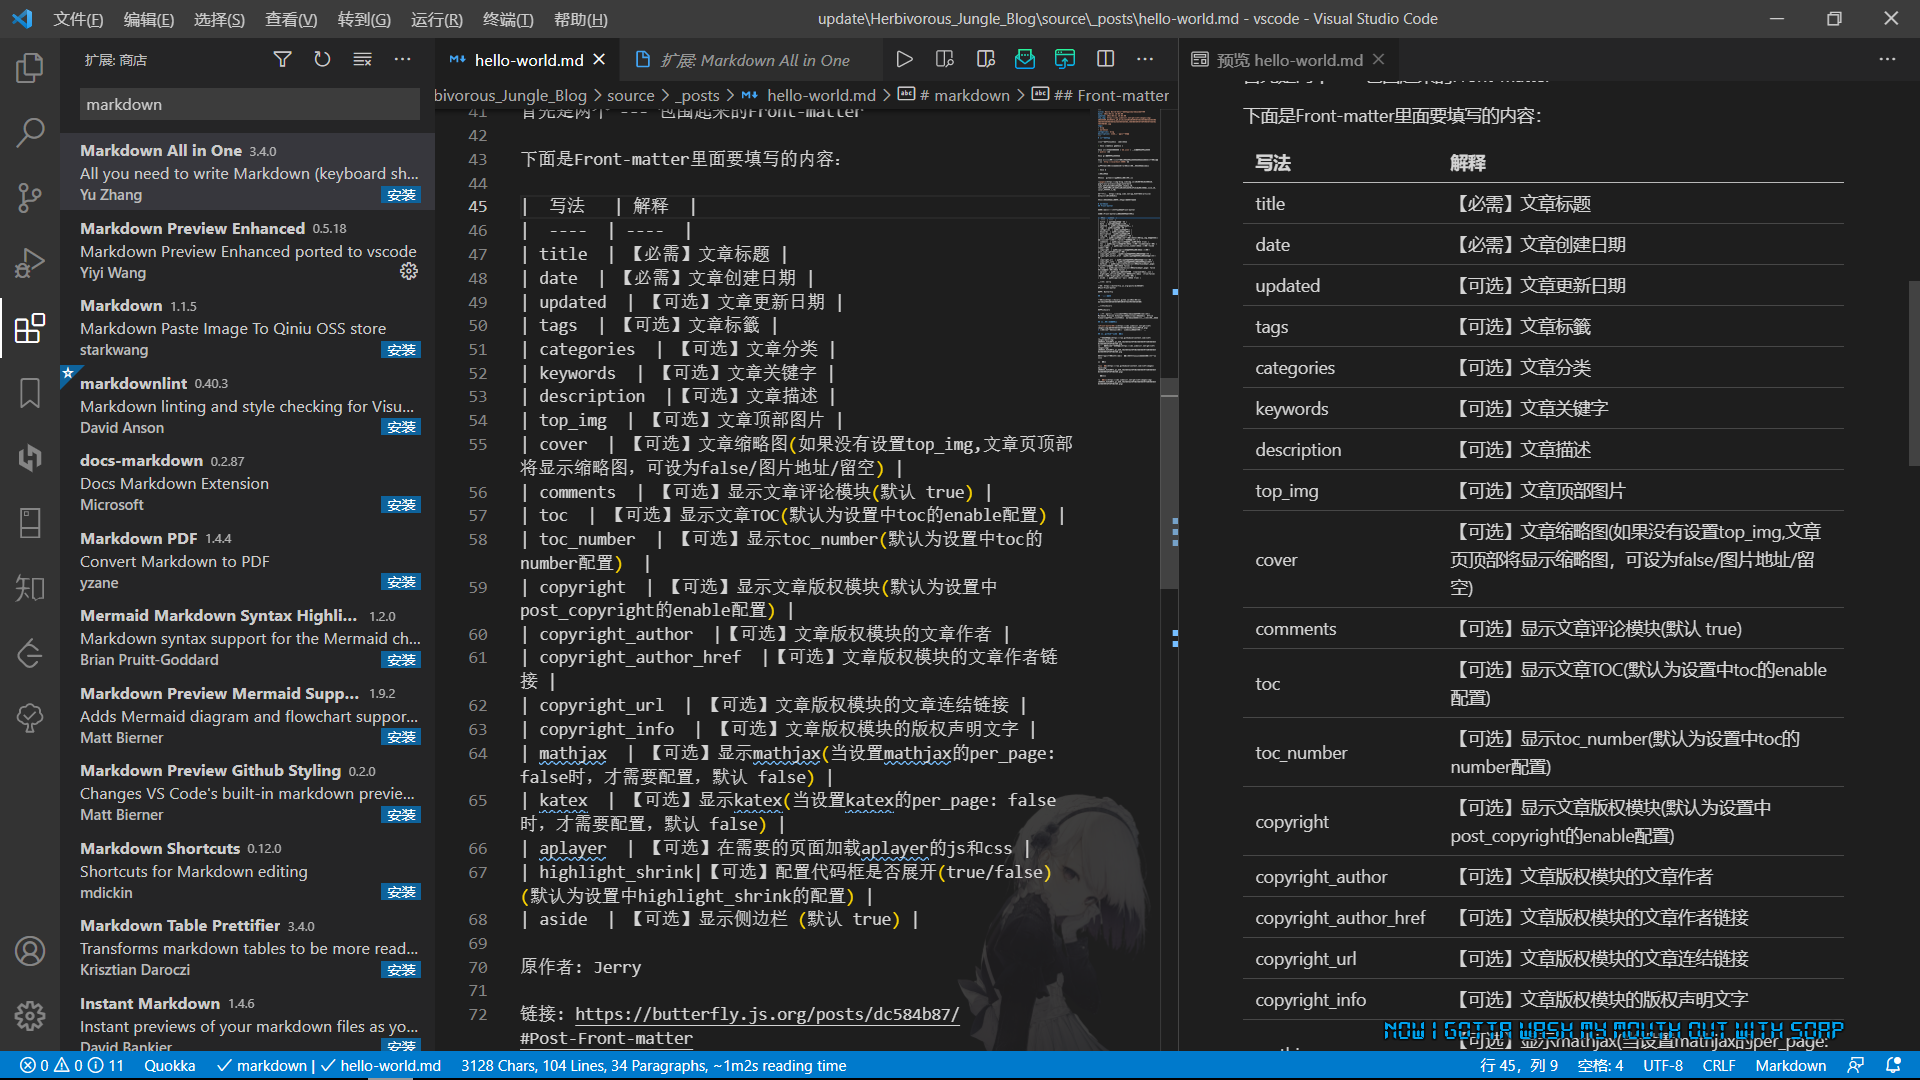 文件(F) 编辑(E) 选择(S) 查看(V) 转到(G) 运行(R) 终端(T) 帮助(H)
update\Herbivorous_Jungle_Blog\source\_posts\hello-world.md - vscode - Visual Studio Code
扩展: 商店
markdown
Markdown All in One 3.4.0
All you need to write Markdown (keyboard sh...
Yu Zhang 安装
Markdown Preview Enhanced 0.5.18
Markdown Preview Enhanced ported to vscode
Yiyi Wang
Markdown 1.1.5
Markdown Paste Image To Qiniu OSS store
starkwang 安装
markdownlint 0.40.3
Markdown linting and style checking for Visu...
David Anson 安装
docs-markdown 0.2.87
Docs Markdown Extension
Microsoft 安装
Markdown PDF 1.4.4
Convert Markdown to PDF
yzane 安装
Mermaid Markdown Syntax Highli... 1.2.0
Markdown syntax support for the Mermaid ch...
Brian Pruitt-Goddard 安装
Markdown Preview Mermaid Supp... 1.9.2
Adds Mermaid diagram and flowchart suppor...
Matt Bierner 安装
Markdown Preview Github Styling 0.2.0
Changes VS Code's built-in markdown previe...
Matt Bierner 安装
Markdown Shortcuts 0.12.0
Shortcuts for Markdown editing
mdickin 安装
Markdown Table Prettifier 3.4.0
Transforms markdown tables to be more read...
Krisztian Daroczi 安装
Instant Markdown 1.4.6
Instant previews of your markdown files as yo...
David Bankier 安装
知
hello-world.md
扩展: Markdown All in One
bivorous_Jungle_Blog > source > _posts > hello-world.md > # markdown > ## Front-matter
41 首先是两个 --- 包围起来的Front-matter
42
43 下面是Front-matter里面要填写的内容：
44
45 | 写法 | 解释 |
46 | ---- | ---- |
47 | title | 【必需】文章标题 |
48 | date | 【必需】文章创建日期 |
49 | updated | 【可选】文章更新日期 |
50 | tags | 【可选】文章标籤 |
51 | categories | 【可选】文章分类 |
52 | keywords | 【可选】文章关键字 |
53 | description |【可选】文章描述 |
54 | top_img | 【可选】文章顶部图片 |
55 | cover | 【可选】文章缩略图(如果没有设置top_img,文章页顶部
将显示缩略图，可设为false/图片地址/留空) |
56 | comments | 【可选】显示文章评论模块(默认 true) |
57 | toc | 【可选】显示文章TOC(默认为设置中toc的enable配置) |
58 | toc_number | 【可选】显示toc_number(默认为设置中toc的
number配置) |
59 | copyright | 【可选】显示文章版权模块(默认为设置中
post_copyright的enable配置) |
60 | copyright_author |【可选】文章版权模块的文章作者 |
61 | copyright_author_href |【可选】文章版权模块的文章作者链
接 |
62 | copyright_url | 【可选】文章版权模块的文章连结链接 |
63 | copyright_info | 【可选】文章版权模块的版权声明文字 |
64 | mathjax | 【可选】显示mathjax(当设置mathjax的per_page:
false时，才需要配置，默认 false) |
65 | katex | 【可选】显示katex(当设置katex的per_page: false
时，才需要配置，默认 false) |
66 | aplayer | 【可选】在需要的页面加载aplayer的js和css |
67 | highlight_shrink|【可选】配置代码框是否展开(true/false)
(默认为设置中highlight_shrink的配置) |
68 | aside | 【可选】显示侧边栏 (默认 true) |
69
70 原作者: Jerry
71
72 链接: https://butterfly.js.org/posts/dc584b87/
#Post-Front-matter
预览 hello-world.md
下面是Front-matter里面要填写的内容：
写法 解释
title 【必需】文章标题
date 【必需】文章创建日期
updated 【可选】文章更新日期
tags 【可选】文章标籤
categories 【可选】文章分类
keywords 【可选】文章关键字
description 【可选】文章描述
top_img 【可选】文章顶部图片
cover 【可选】文章缩略图(如果没有设置top_img,文章
页顶部将显示缩略图，可设为false/图片地址/留
空)
comments 【可选】显示文章评论模块(默认 true)
toc 【可选】显示文章TOC(默认为设置中toc的enable
配置)
toc_number 【可选】显示toc_number(默认为设置中toc的
number配置)
copyright 【可选】显示文章版权模块(默认为设置中
post_copyright的enable配置)
copyright_author 【可选】文章版权模块的文章作者
copyright_author_href 【可选】文章版权模块的文章作者链接
copyright_url 【可选】文章版权模块的文章连结链接
copyright_info 【可选】文章版权模块的版权声明文字
NOW I GOTTA WASH MY MOUTH OUT WITH SOAP
【可选】显示mathjax(当设置mathjax的per_page:
0 0 11 Quokka markdown | hello-world.md 3128 Chars, 104 Lines, 34 Paragraphs, ~1m2s reading time
行 45，列 9 空格: 4 UTF-8 CRLF Markdown